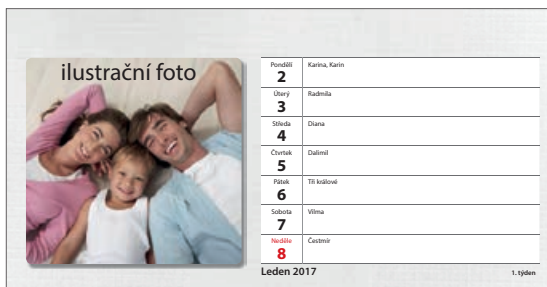 ilustrační foto
Pondělí
2
Karina, Karin
Úterý
3
Radmila
Středa
4
Diana
Čtvrtek
5
Dalimil
Pátek
6
Tři králové
Sobota
7
Vilma
Neděle
8
Čestmír
Leden 2017
1. týden